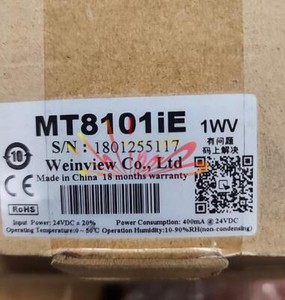 MT8101iE 1WV
S/N : 1801255117
有问题
码上解决
Weinview Co., Ltd
Made in China 18 months warranty
10
RoHS
Input Power: 24VDC ± 20% Power Consumption: 400mA @ 24VDC
Operating Temperature: 0~50°C Operation Humidity: 10-90%RH(non-condensing)